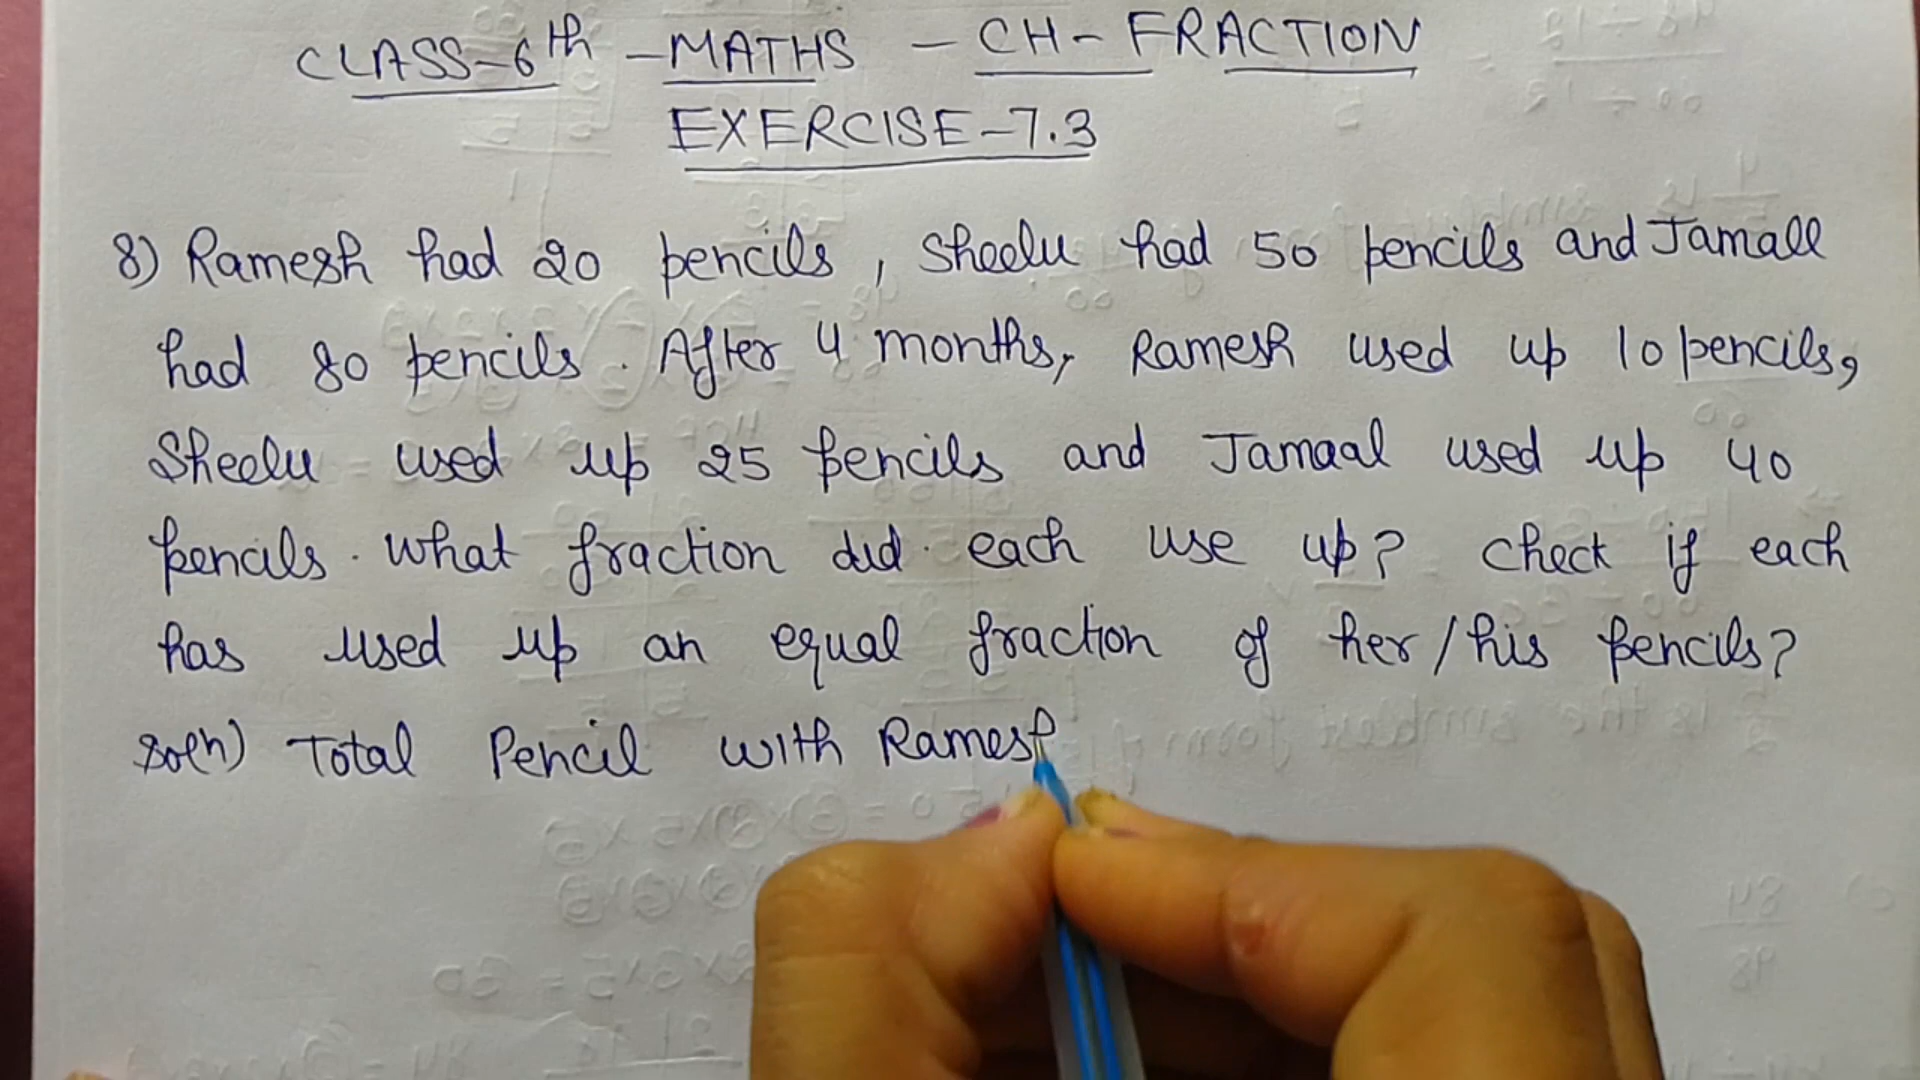 CLASS-6th - MATHS - CH- FRACTION
EXERCISE-7.3
8) Ramesh had 20 pencils, Sheelu had 50 pencils and Jamall
had 80 pencils. After 4 months, Ramesh used up 10 pencils,
Sheelu used up 25 pencils and Jamaal used up 40
pencils. What fraction did each use up? Check if each
has used up an equal fraction of her/his pencils?
Soln) Total Pencil with Ramesh